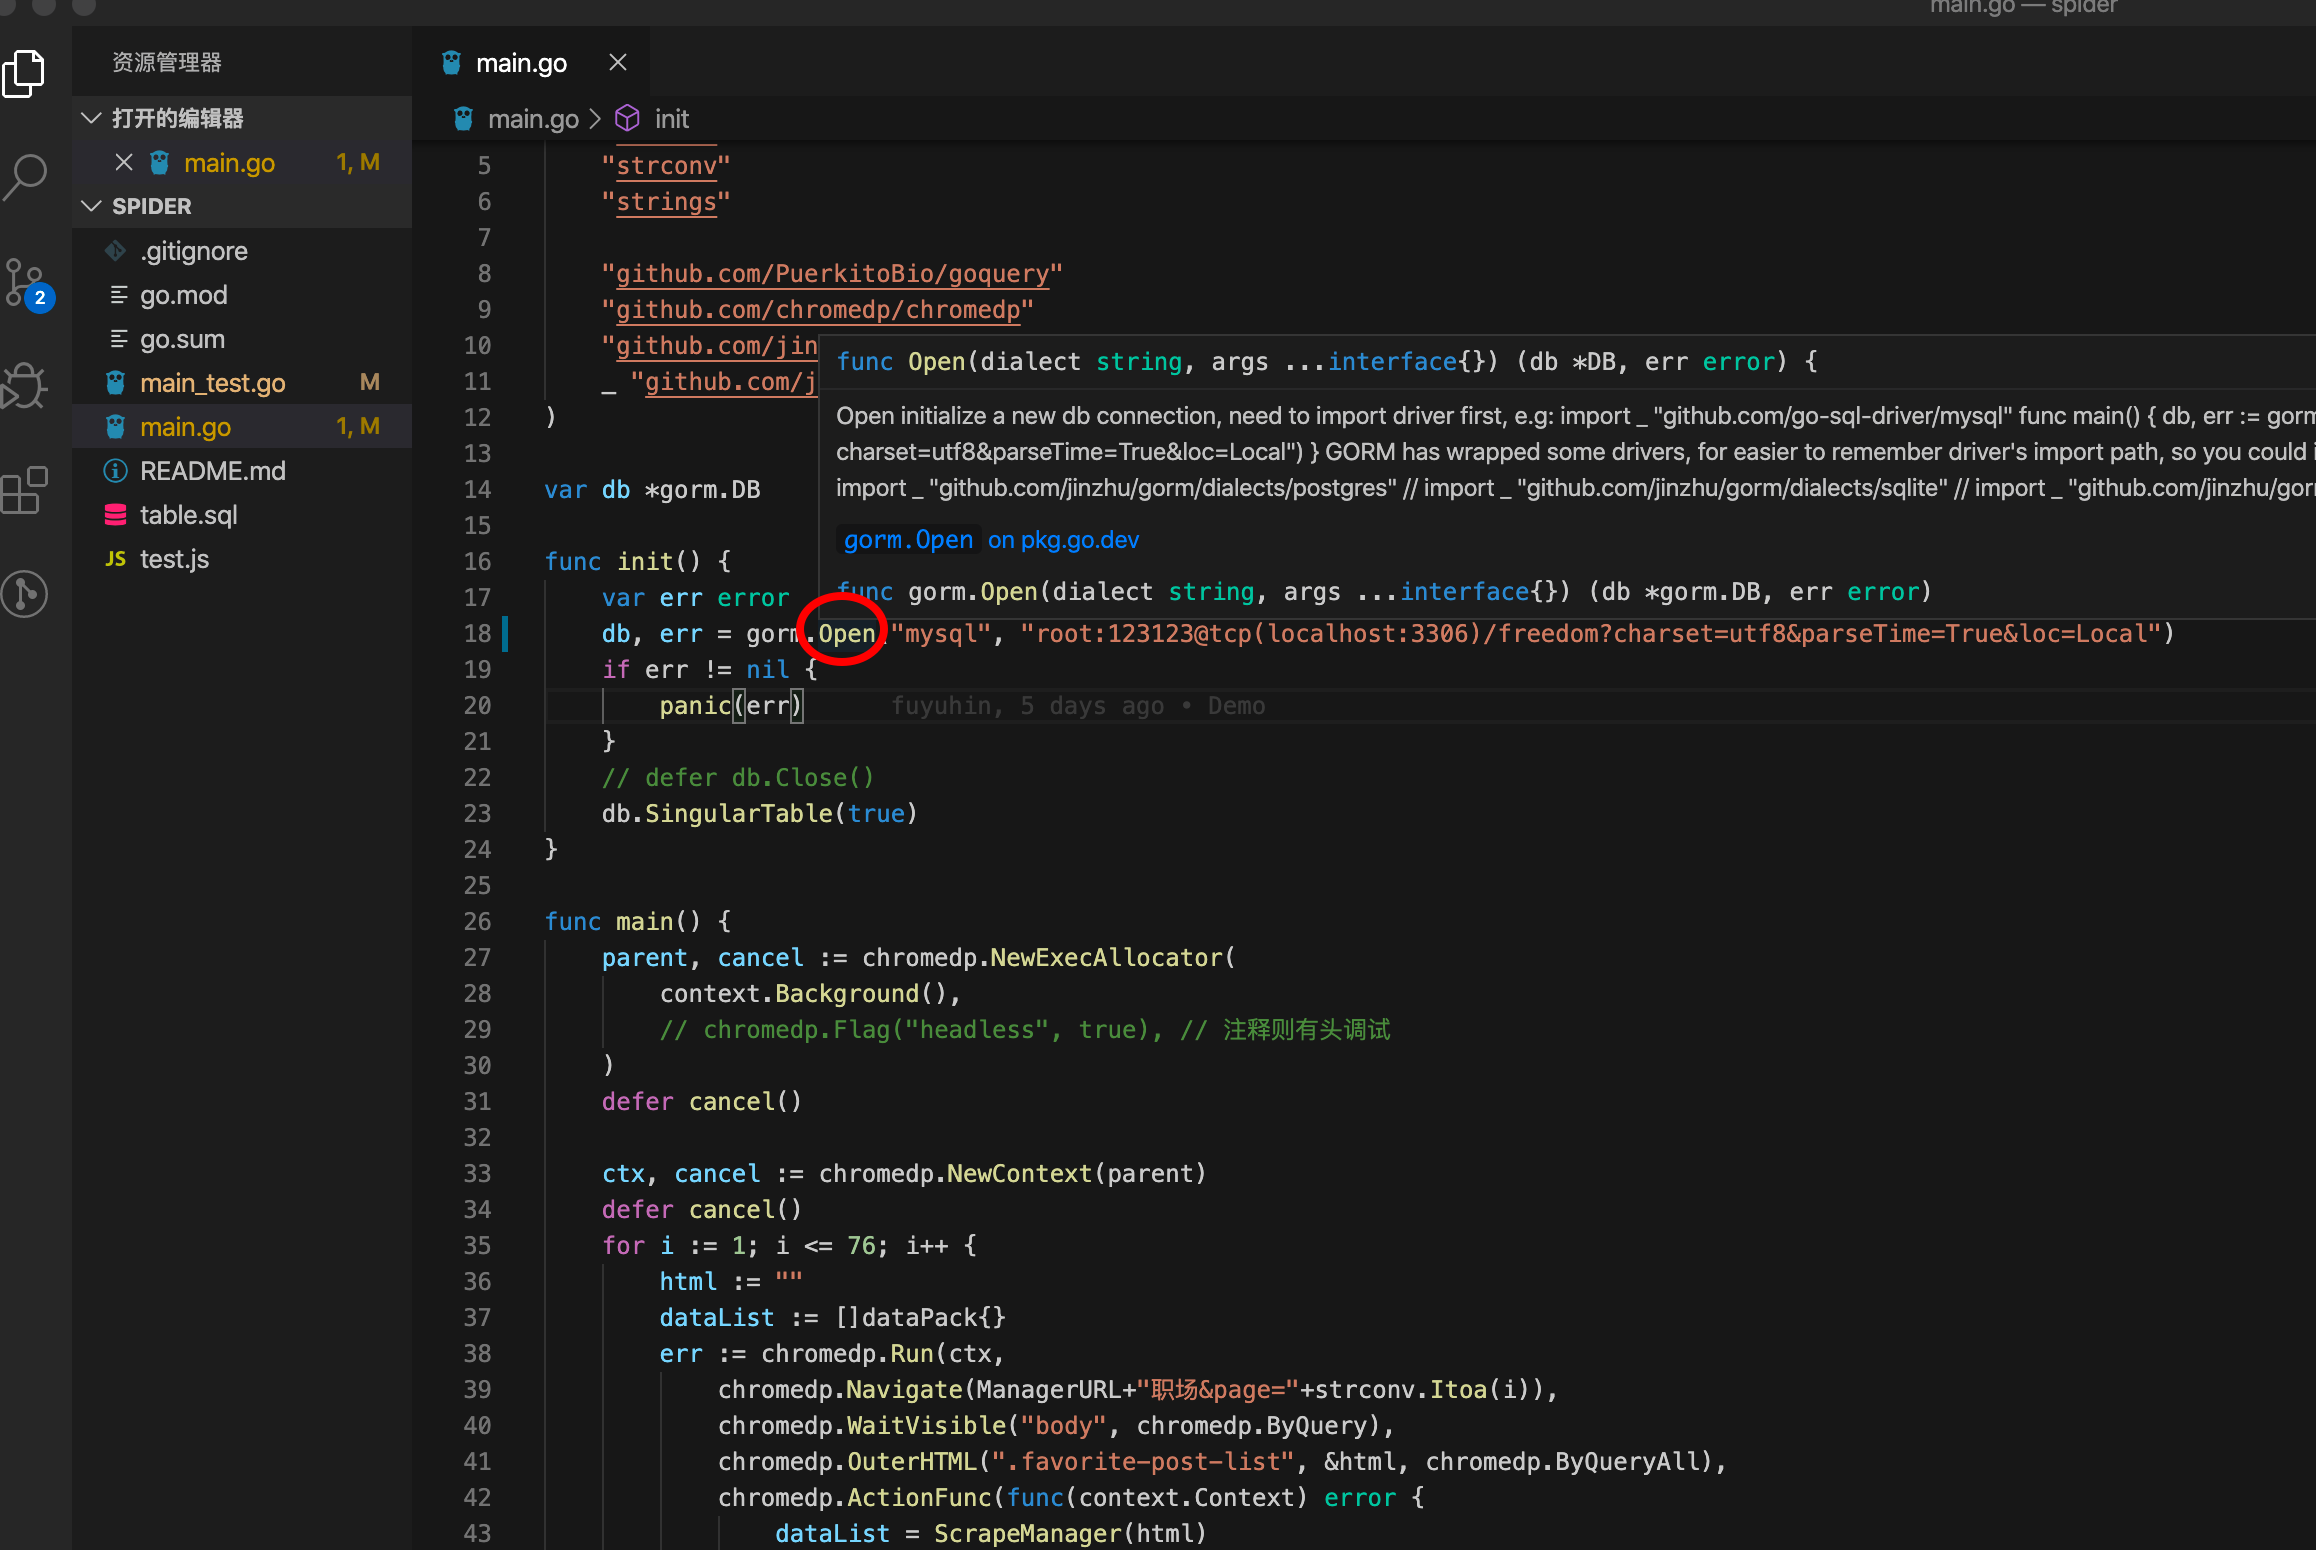 main.go — spider
资源管理器
打开的编辑器
main.go 1, M
SPIDER
.gitignore
go.mod
go.sum
main_test.go M
main.go 1, M
README.md
table.sql
JS test.js
2
main.go
main.go > init
5 "strconv"
6 "strings"
7
8 "github.com/PuerkitoBio/goquery"
9 "github.com/chromedp/chromedp"
10 "github.com/jin
11 _ "github.com/j
12 )
13
14 var db *gorm.DB
15
16 func init() {
17 var err error
18 db, err = gorm.Open("mysql", "root:123123@tcp(localhost:3306)/freedom?charset=utf8&parseTime=True&loc=Local")
19 if err != nil {
20 panic(err) fuyuhin, 5 days ago • Demo
21 }
22 // defer db.Close()
23 db.SingularTable(true)
24 }
25
26 func main() {
27 parent, cancel := chromedp.NewExecAllocator(
28 context.Background(),
29 // chromedp.Flag("headless", true), // 注释则有头调试
30 )
31 defer cancel()
32
33 ctx, cancel := chromedp.NewContext(parent)
34 defer cancel()
35 for i := 1; i <= 76; i++ {
36 html := ""
37 dataList := []dataPack{}
38 err := chromedp.Run(ctx,
39 chromedp.Navigate(ManagerURL+"职场&page="+strconv.Itoa(i)),
40 chromedp.WaitVisible("body", chromedp.ByQuery),
41 chromedp.OuterHTML(".favorite-post-list", &html, chromedp.ByQueryAll),
42 chromedp.ActionFunc(func(context.Context) error {
43 dataList = ScrapeManager(html)
func Open(dialect string, args ...interface{}) (db *DB, err error) {
Open initialize a new db connection, need to import driver first, e.g: import _ "github.com/go-sql-driver/mysql" func main() { db, err := gorm
charset=utf8&parseTime=True&loc=Local") } GORM has wrapped some drivers, for easier to remember driver's import path, so you could i
import _ "github.com/jinzhu/gorm/dialects/postgres" // import _ "github.com/jinzhu/gorm/dialects/sqlite" // import _ "github.com/jinzhu/gorm
gorm.Open on pkg.go.dev
func gorm.Open(dialect string, args ...interface{}) (db *gorm.DB, err error)